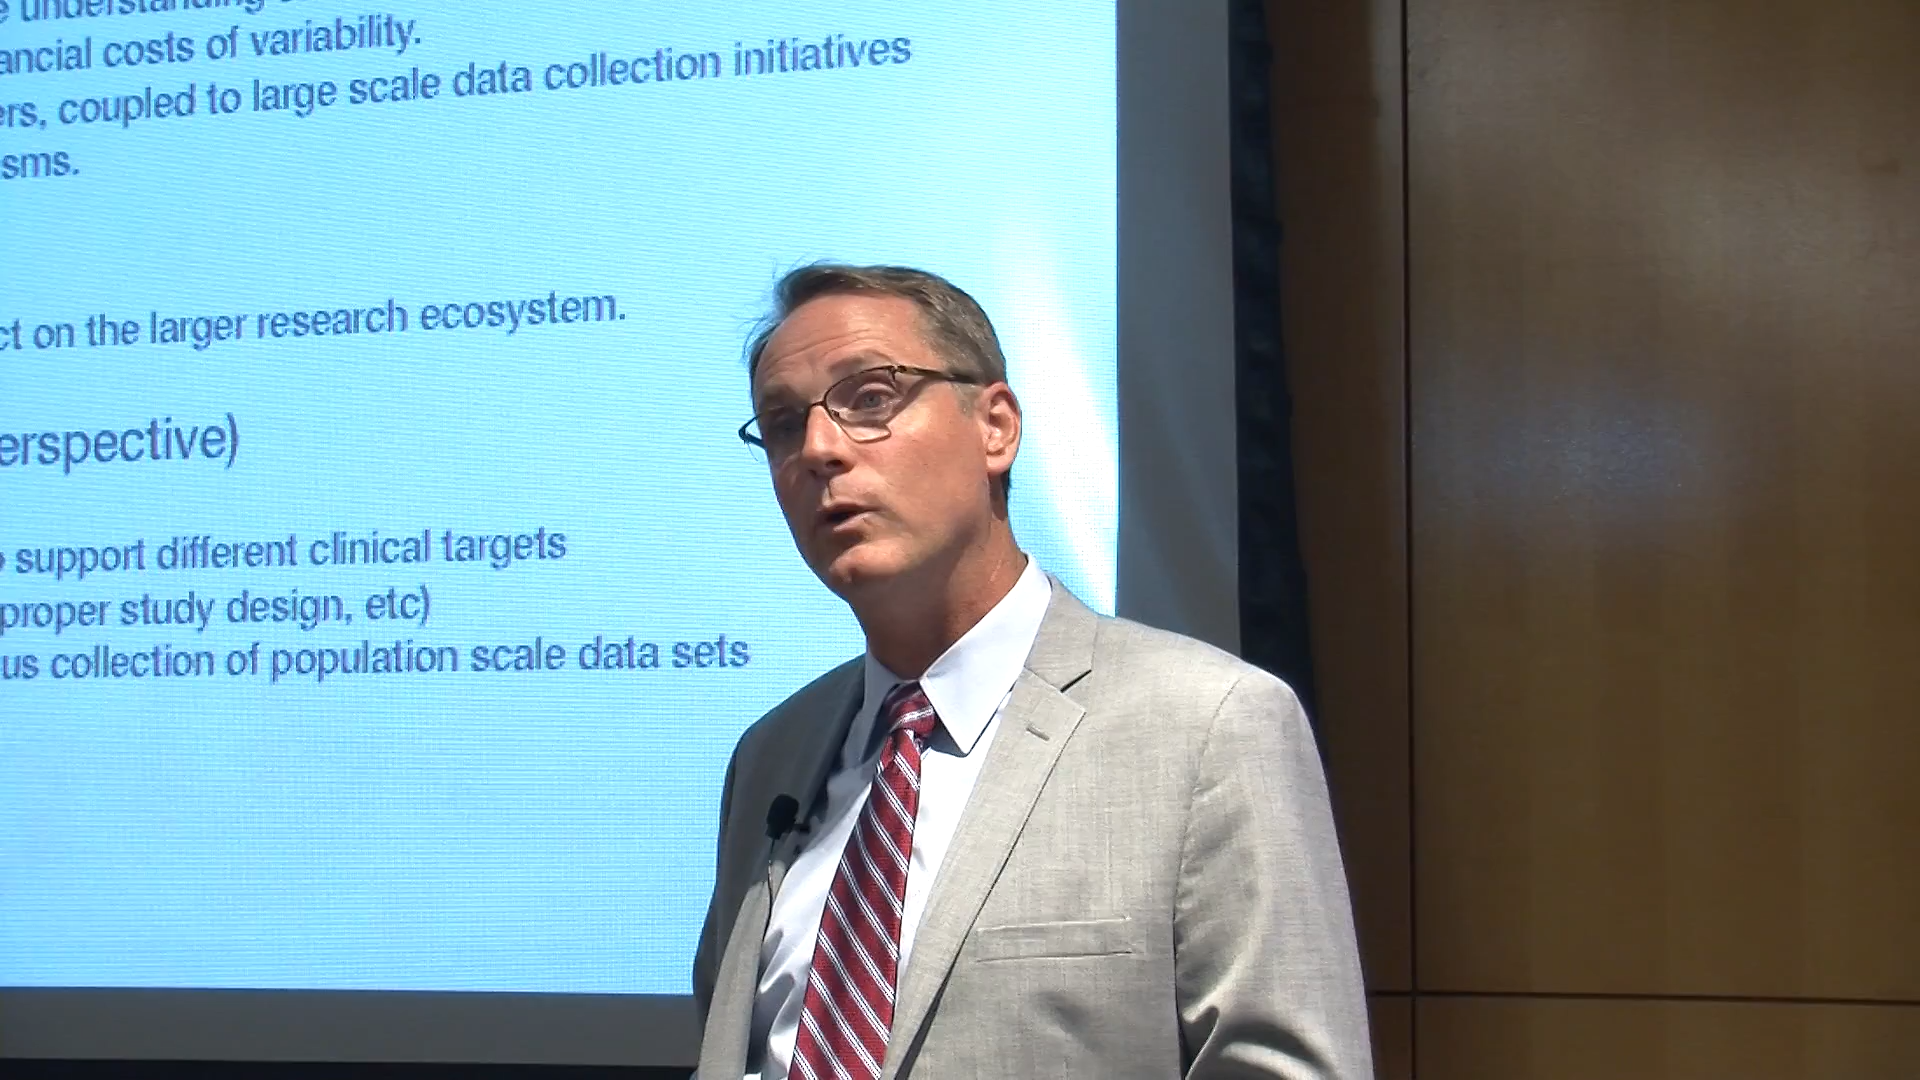 understanding
ancial costs of variability.
ers, coupled to large scale data collection initiatives
sms.
ct on the larger research ecosystem.
erspective)
support different clinical targets
proper study design, etc)
us collection of population scale data sets